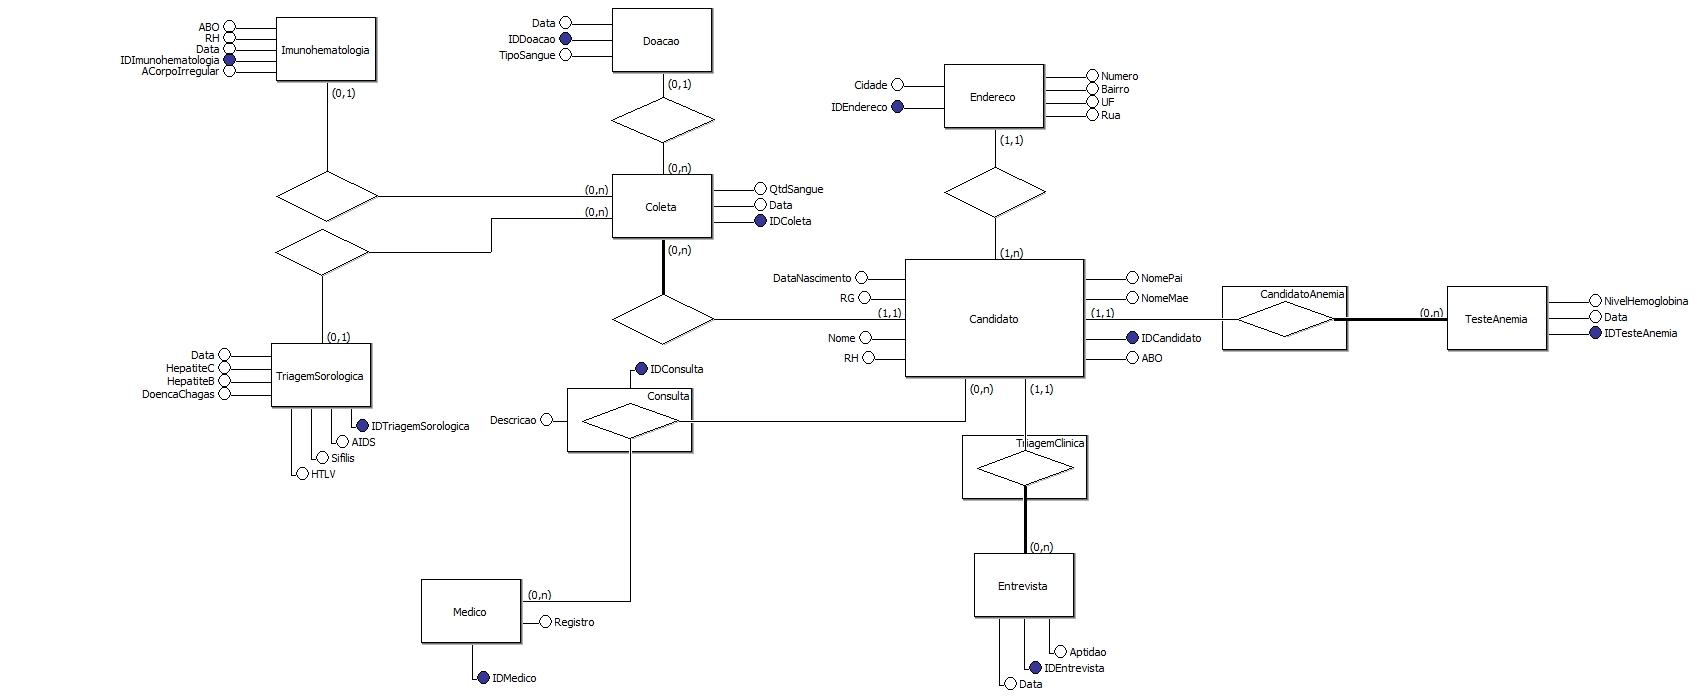 ABO
RH
Data
IDImunohematologia
ACorpoIrregular
Imunohematologia
(0,1)
Data
IDDoacao
TipoSangue
Doacao
(0,1)
Cidade
IDEndereco
Endereco
Numero
Bairro
UF
Rua
(1,1)
(0,n)
(0,n)
(0,n)
Coleta
QtdSangue
Data
IDColeta
(0,n)
(1,n)
DataNascimento
RG
(1,1)
Nome
RH
Candidato
NomePai
NomeMae
(1,1)
IDCandidato
ABO
CandidatoAnemia
(0,n)
TesteAnemia
NivelHemoglobina
Data
IDTesteAnemia
(0,1)
Data
HepatiteC
HepatiteB
DoencaChagas
TriagemSorologica
IDTriagemSorologica
AIDS
Sifilis
HTLV
IDConsulta
Consulta
Descricao
(0,n)
(1,1)
TriagemClinica
(0,n)
Entrevista
Aptidao
IDEntrevista
Data
Medico
(0,n)
Registro
IDMedico